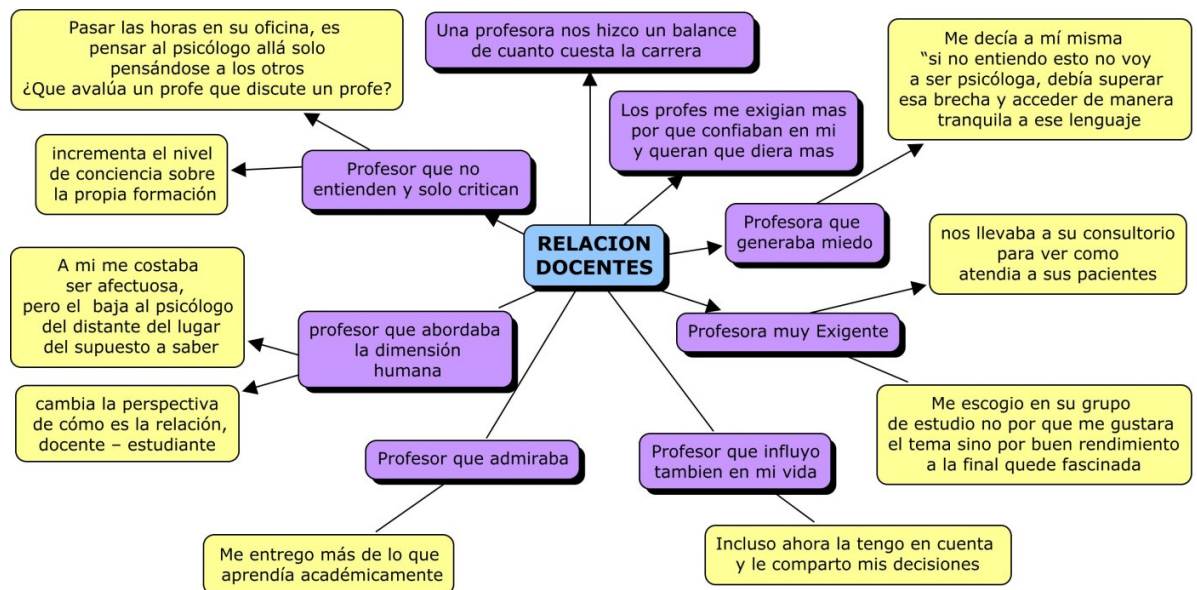 Pasar las horas en su oficina, es
pensar al psicólogo allá solo
pensándose a los otros
¿Que avalúa un profe que discute un profe?
Una profesora nos hizco un balance
de cuanto cuesta la carrera
Me decía a mí misma
“si no entiendo esto no voy
a ser psicóloga, debía superar
esa brecha y acceder de manera
tranquila a ese lenguaje
Los profes me exigian mas
por que confiaban en mi
y queran que diera mas
incrementa el nivel
de conciencia sobre
la propia formación
Profesor que no
entienden y solo critican
Profesora que
generaba miedo
RELACION
DOCENTES
nos llevaba a su consultorio
para ver como
atendia a sus pacientes
A mi me costaba
ser afectuosa,
pero el  baja al psicólogo
del distante del lugar
del supuesto a saber
profesor que abordaba
la dimensión
humana
Profesora muy Exigente
cambia la perspectiva
de cómo es la relación,
docente – estudiante
Me escogio en su grupo
de estudio no por que me gustara
el tema sino por buen rendimiento
a la final quede fascinada
Profesor que admiraba
Profesor que influyo
tambien en mi vida
Me entrego más de lo que
aprendía académicamente
Incluso ahora la tengo en cuenta
y le comparto mis decisiones